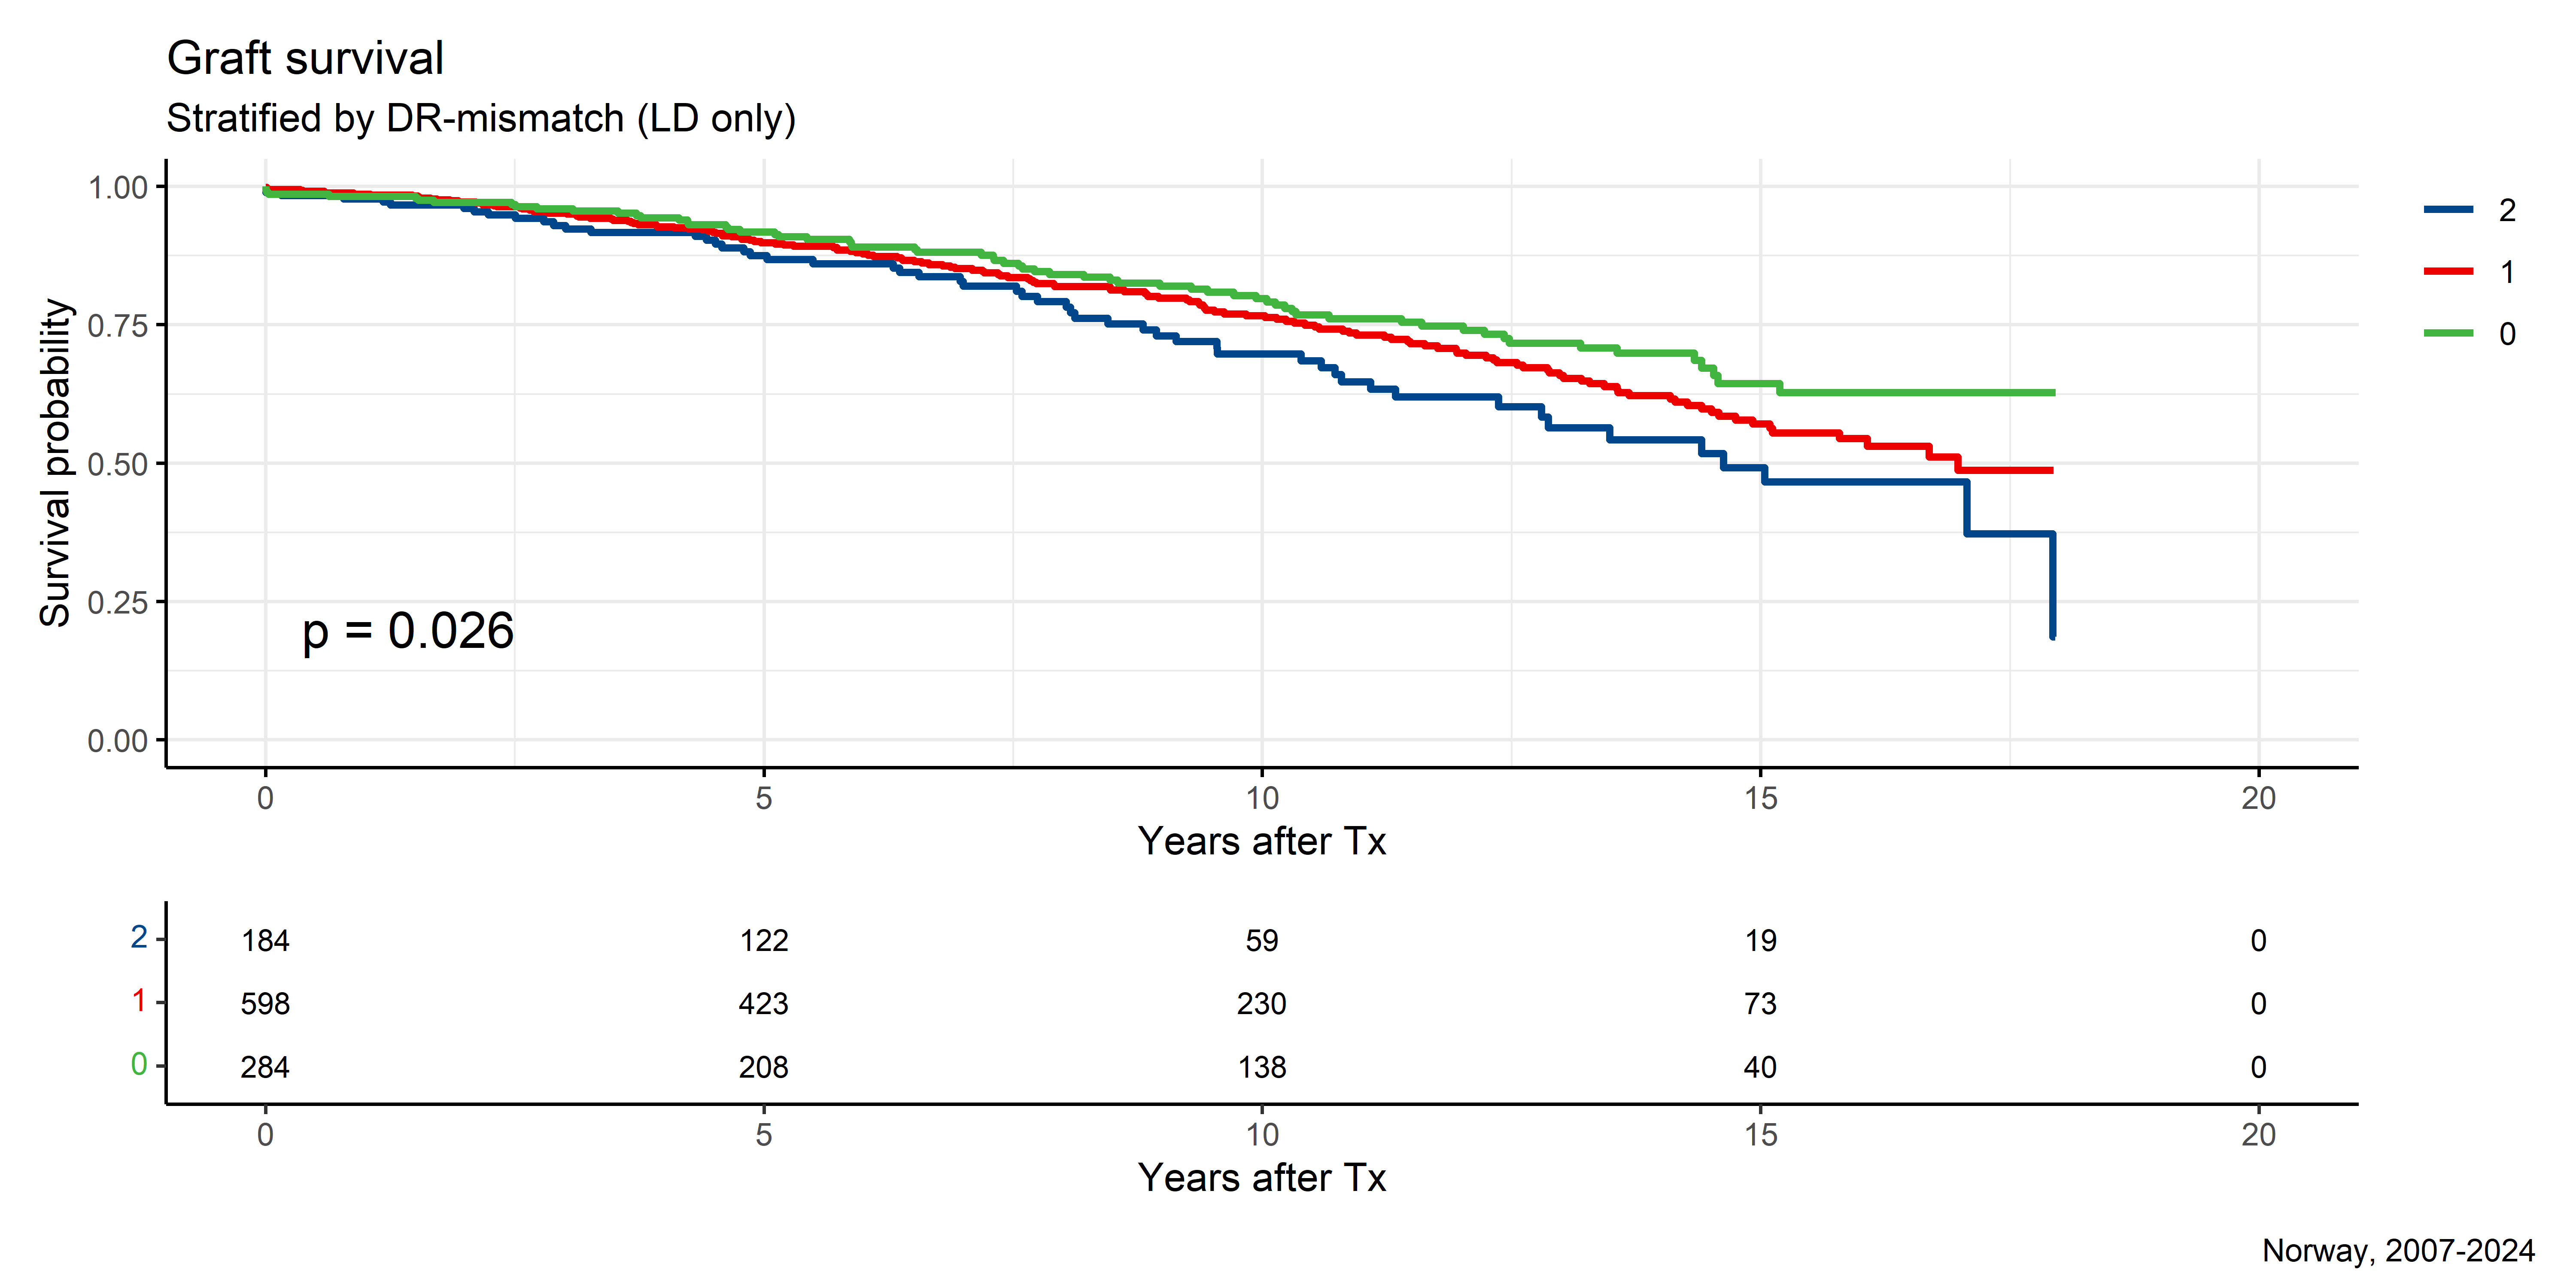 Graft survival
Stratified by DR-mismatch (LD only)
Survival probability
1.00
0.75
0.50
0.25
0.00
p = 0.026
0 5 10 15 20
Years after Tx
2
1
0
2 184 122 59 19 0
1 598 423 230 73 0
0 284 208 138 40 0
0 5 10 15 20
Years after Tx
Norway, 2007-2024